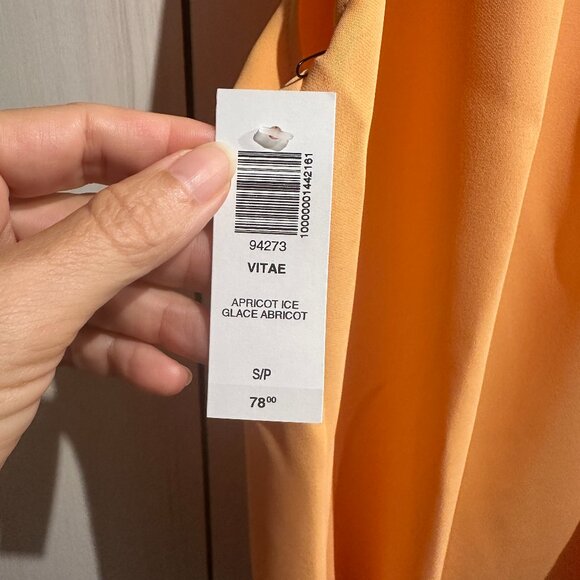 10000001442161
94273
VITAE
APRICOT ICE
GLACE ABRICOT
S/P
78⁰⁰